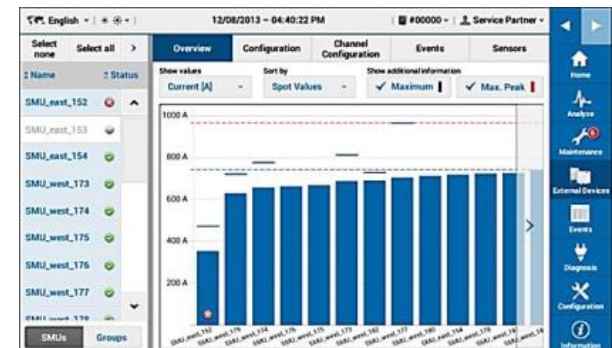 English
12/08/2013 – 04:40:22 PM
#00000
Service Partner
Select none
Select all
Overview
Configuration
Channel Configuration
Events
Sensors
Name
Status
Show values
Current [A]
Sort by
Spot Values
Show additional information
Maximum
Max. Peak
SMU_east_152
SMU_east_153
SMU_east_154
SMU_west_173
SMU_west_174
SMU_west_175
SMU_west_176
SMU_west_177
SMUs
Groups
1000 A
800 A
600 A
400 A
200 A
Home
Analyze
6
Maintenance
External Devices
Events
Diagnosis
Configuration
Information